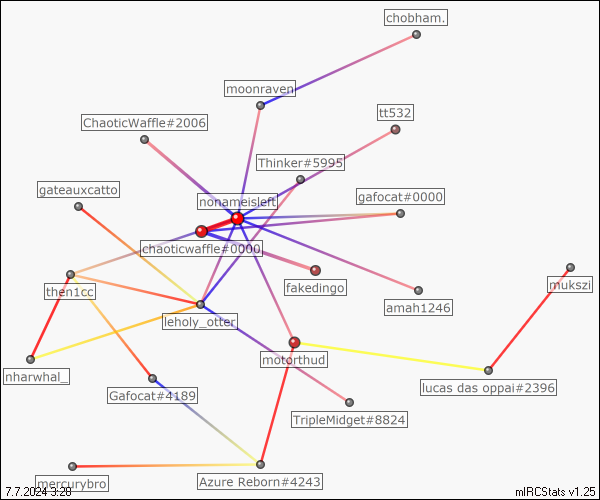 chobham.
moonraven
tt532
ChaoticWaffle#2006
Thinker#5995
gateauxcatto
gafocat#0000
nonameisleft
chaoticwaffle#0000
then1cc
fakedingo
mukszi
amah1246
leholy_otter
motorthud
nharwhal_
lucas das oppai#2396
Gafocat#4189
TripleMidget#8824
mercurybro
Azure Reborn#4243
7.7.2024 3:20
mIRCStats v1.25